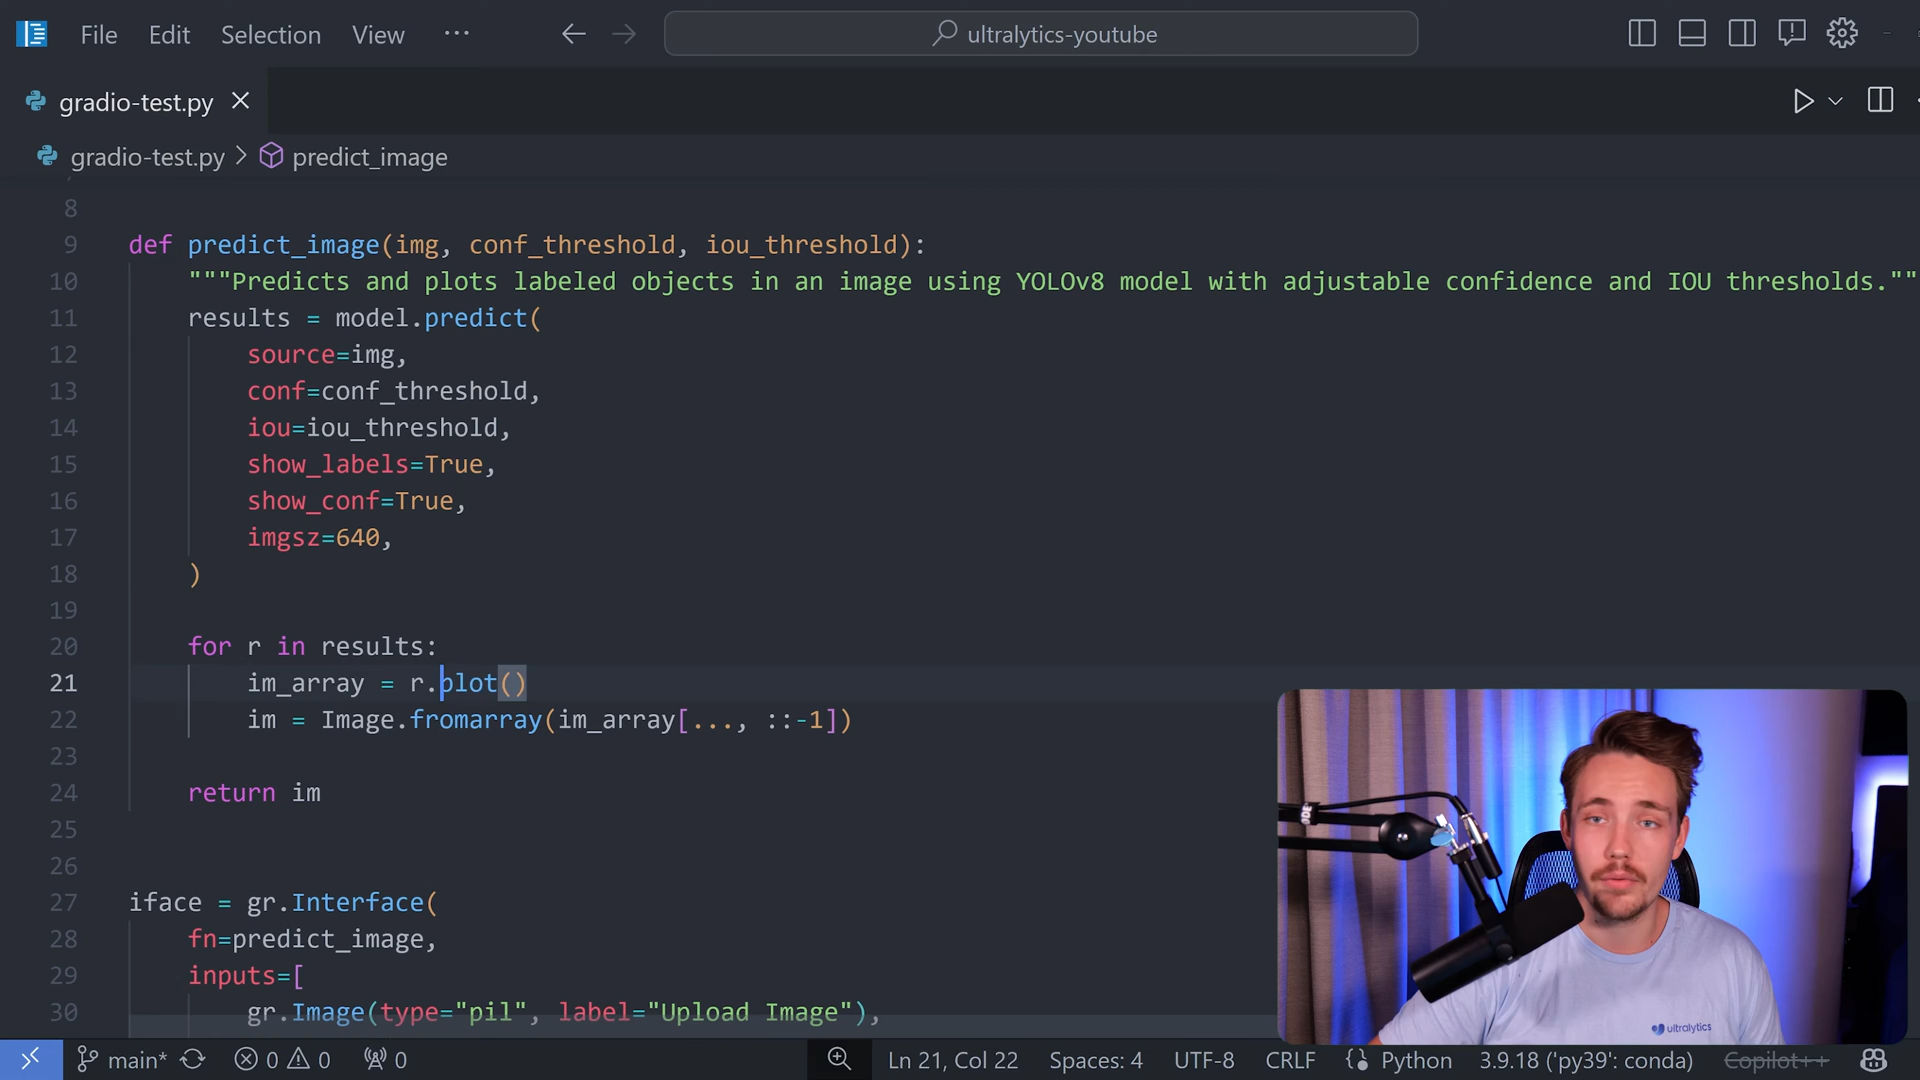 File Edit Selection View ···
ultralytics-youtube
gradio-test.py
gradio-test.py > predict_image
8
9 def predict_image(img, conf_threshold, iou_threshold):
10 """Predicts and plots labeled objects in an image using YOLOv8 model with adjustable confidence and IOU thresholds.""
11 results = model.predict(
12 source=img,
13 conf=conf_threshold,
14 iou=iou_threshold,
15 show_labels=True,
16 show_conf=True,
17 imgsz=640,
18 )
19
20 for r in results:
21 im_array = r.plot()
22 im = Image.fromarray(im_array[..., ::-1])
23
24 return im
25
26
27 iface = gr.Interface(
28 fn=predict_image,
29 inputs=[
30 gr.Image(type="pil", label="Upload Image"),
ultralytics
main* 0 0 0 Ln 21, Col 22 Spaces: 4 UTF-8 CRLF Python 3.9.18 ('py39': conda) Copilot++